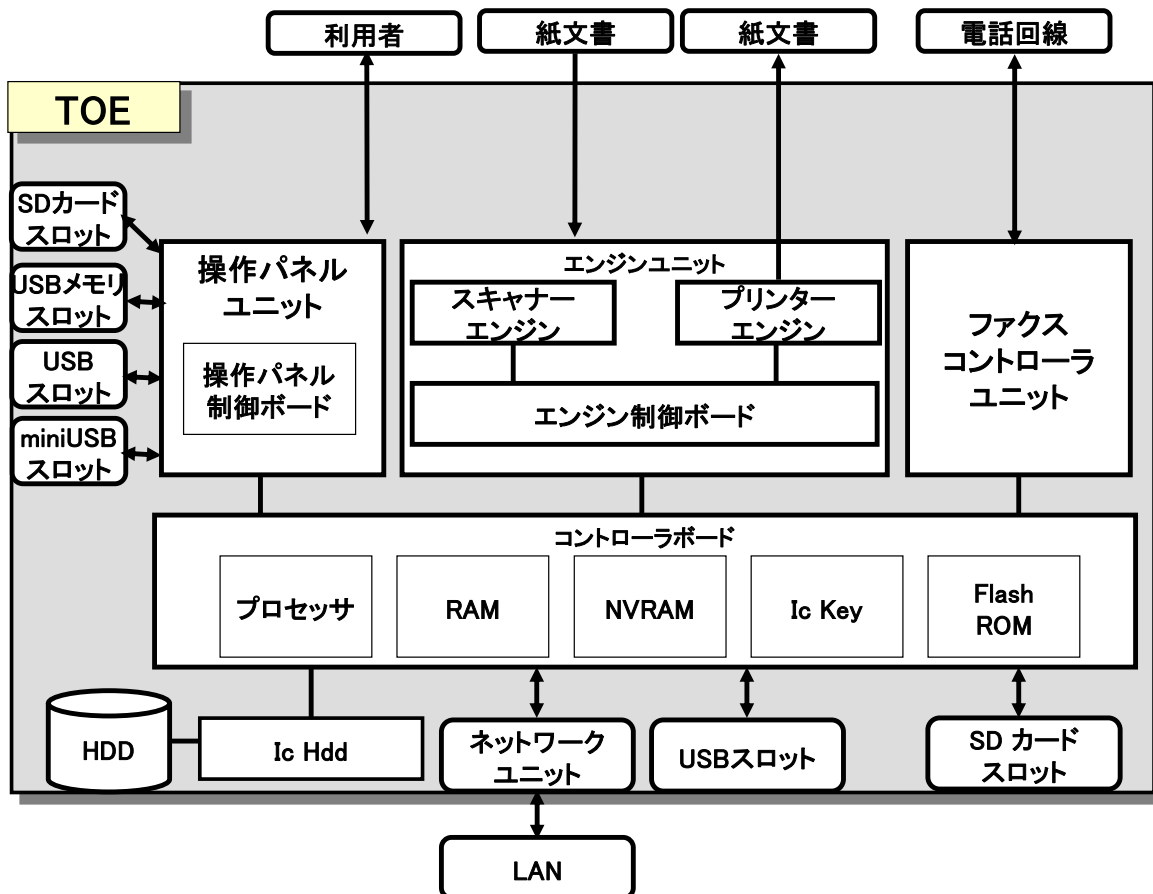 利用者
紙文書
紙文書
電話回線
TOE
SDカード
スロット
USBメモリ
スロット
USB
スロット
miniUSB
スロット
操作パネル
ユニット
操作パネル
制御ボード
エンジンユニット
スキャナー
エンジン
プリンター
エンジン
エンジン制御ボード
ファクス
コントローラ
ユニット
コントローラボード
プロセッサ
RAM
NVRAM
Ic Key
Flash
ROM
HDD
Ic Hdd
ネットワーク
ユニット
USBスロット
SD カード
スロット
LAN